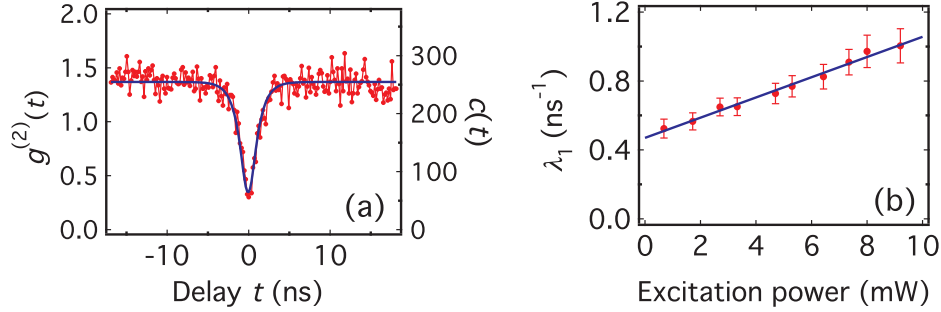 2.0
1.5
1.0
0.5
0.0
g(2)(t)
300
200
100
0
c(t)
-10 0 10
Delay t (ns)
(a)
1.2
0.8
0.4
0.0
λ1 (ns-1)
0 2 4 6 8 10
Excitation power (mW)
(b)